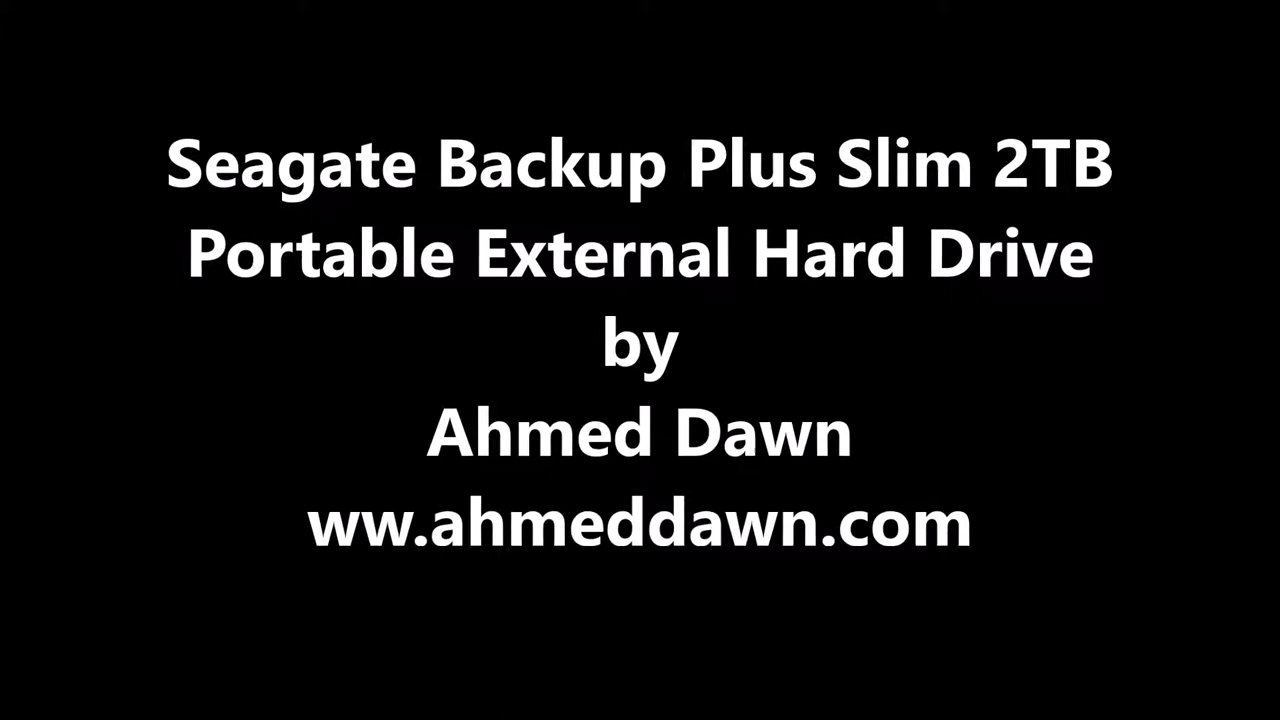 Seagate Backup Plus Slim 2TB
Portable External Hard Drive
by
Ahmed Dawn
ww.ahmeddawn.com